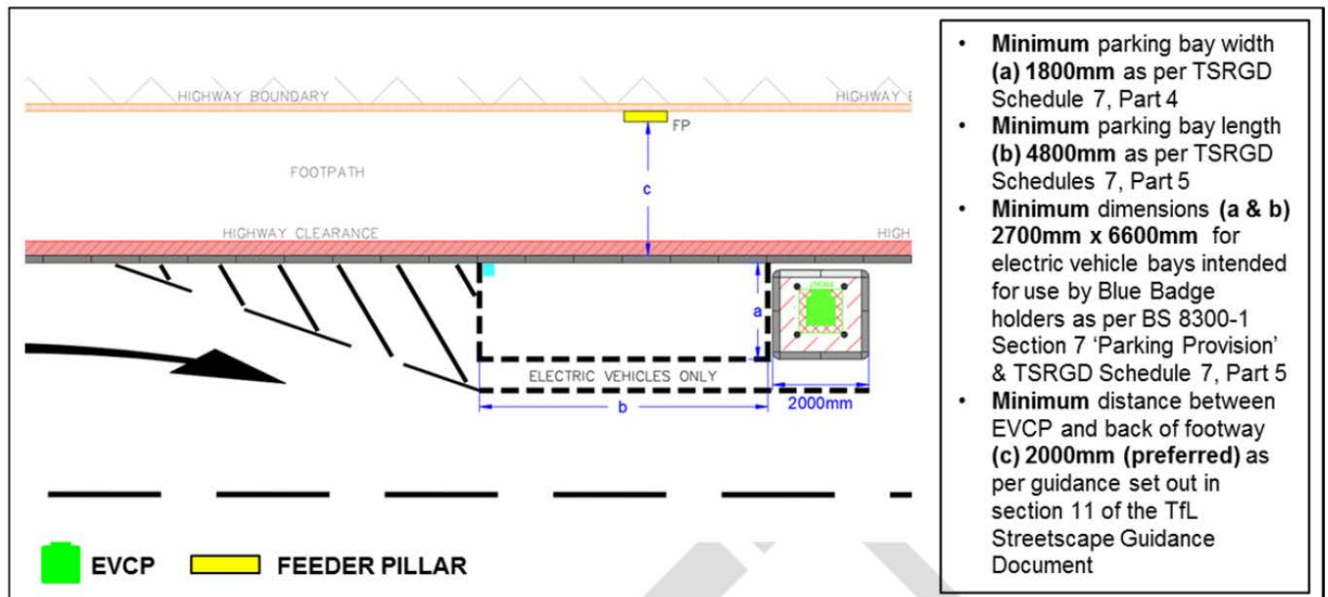 HIGHWAY BOUNDARY
HIGHWAY E
FP
FOOTPATH
c
HIGHWAY CLEARANCE
HIGH
a
ELECTRIC VEHICLES ONLY
b
2000mm
EVCP
FEEDER PILLAR
• Minimum parking bay width
(a) 1800mm as per TSRGD
Schedule 7, Part 4
• Minimum parking bay length
(b) 4800mm as per TSRGD
Schedules 7, Part 5
• Minimum dimensions (a & b)
2700mm x 6600mm for
electric vehicle bays intended
for use by Blue Badge
holders as per BS 8300-1
Section 7 ‘Parking Provision’
& TSRGD Schedule 7, Part 5
• Minimum distance between
EVCP and back of footway
(c) 2000mm (preferred) as
per guidance set out in
section 11 of the TfL
Streetscape Guidance
Document